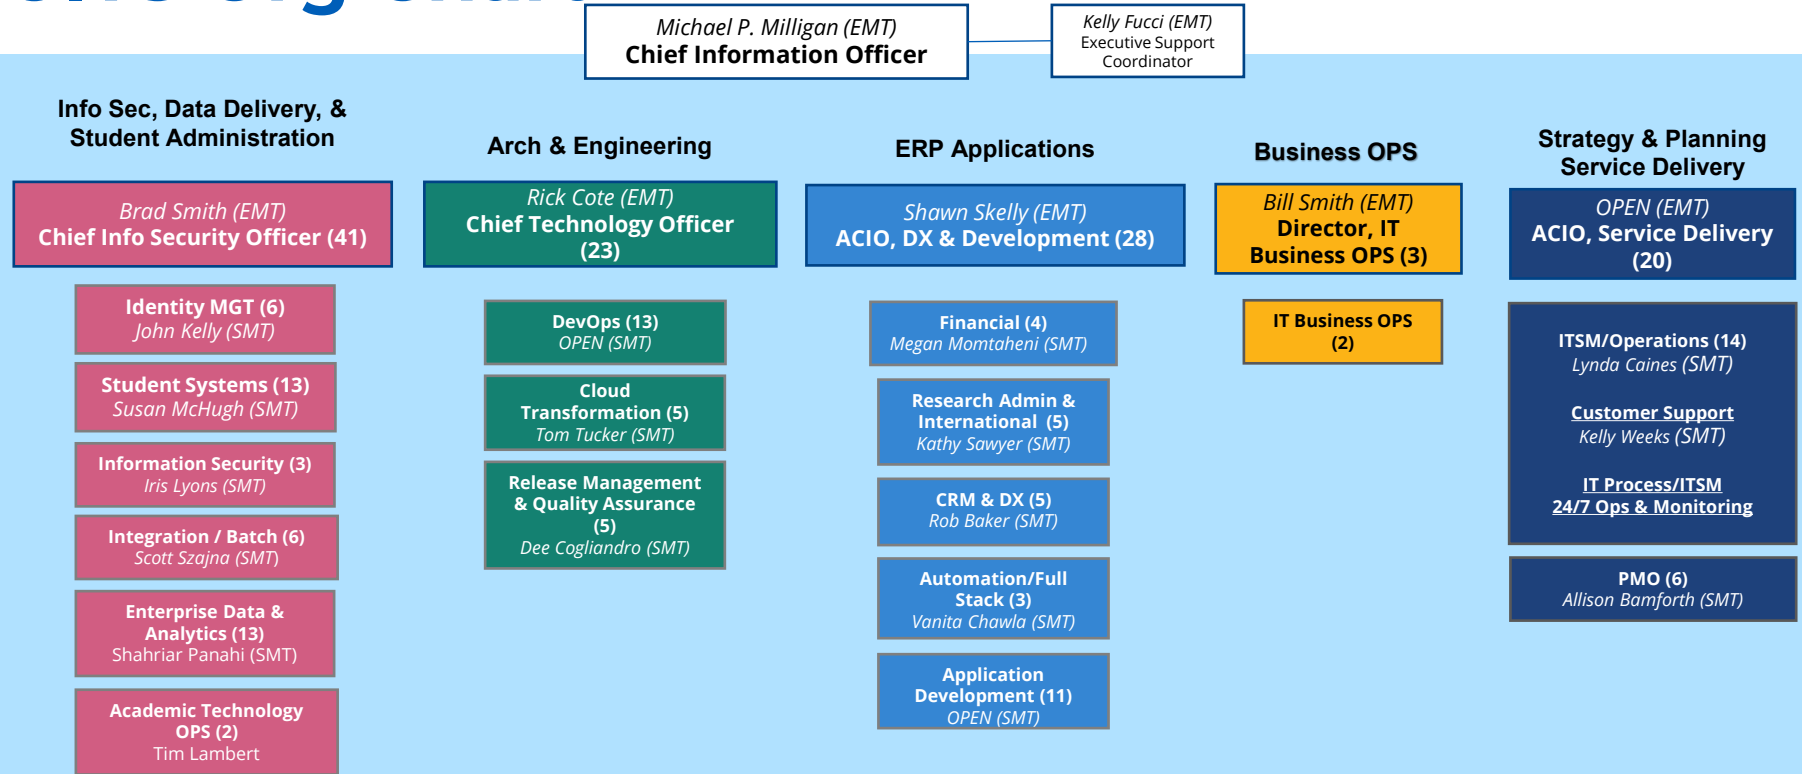 Michael P. Milligan (EMT)
Chief Information Officer
Kelly Fucci (EMT)
Executive Support
Coordinator
Info Sec, Data Delivery, &
Student Administration
Brad Smith (EMT)
Chief Info Security Officer (41)
Identity MGT (6)
John Kelly (SMT)
Student Systems (13)
Susan McHugh (SMT)
Information Security (3)
Iris Lyons (SMT)
Integration / Batch (6)
Scott Szajna (SMT)
Enterprise Data &
Analytics (13)
Shahriar Panahi (SMT)
Academic Technology
OPS (2)
Tim Lambert
Arch & Engineering
Rick Cote (EMT)
Chief Technology Officer
(23)
DevOps (13)
OPEN (SMT)
Cloud
Transformation (5)
Tom Tucker (SMT)
Release Management
& Quality Assurance
(5)
Dee Cogliandro (SMT)
ERP Applications
Shawn Skelly (EMT)
ACIO, DX & Development (28)
Financial (4)
Megan Momtaheni (SMT)
Research Admin &
International (5)
Kathy Sawyer (SMT)
CRM & DX (5)
Rob Baker (SMT)
Automation/Full
Stack (3)
Vanita Chawla (SMT)
Application
Development (11)
OPEN (SMT)
Business OPS
Bill Smith (EMT)
Director, IT
Business OPS (3)
IT Business OPS
(2)
Strategy & Planning
Service Delivery
OPEN (EMT)
ACIO, Service Delivery
(20)
ITSM/Operations (14)
Lynda Caines (SMT)
Customer Support
Kelly Weeks (SMT)
IT Process/ITSM
24/7 Ops & Monitoring
PMO (6)
Allison Bamforth (SMT)